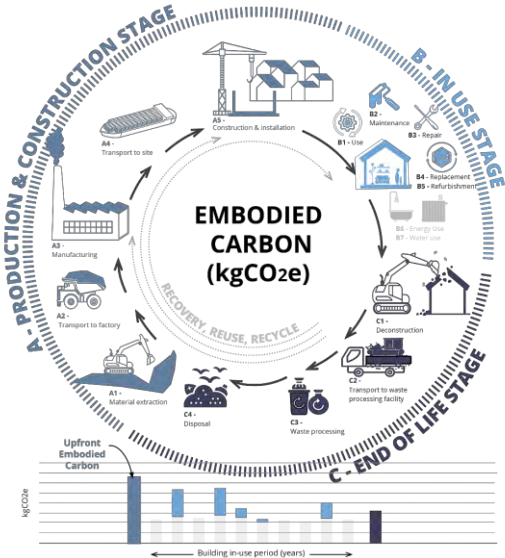 A - PRODUCTION & CONSTRUCTION STAGE
B - IN USE STAGE
C - END OF LIFE STAGE
EMBODIED
CARBON
(kgCO2e)
RECOVERY, REUSE, RECYCLE
A5 -
Construction & installation
A4 -
Transport to site
A3 -
Manufacturing
A2 -
Transport to factory
A1 -
Material extraction
B1 - Use
B2 -
Maintenance
B3 - Repair
B4 - Replacement
B5 - Refurbishment
B6 - Energy Use
B7 - Water use
C1 -
Deconstruction
C2 -
Transport to waste
processing facility
C3 -
Waste processing
C4 -
Disposal
Upfront
Embodied
Carbon
kgCO2e
Building in-use period (years)